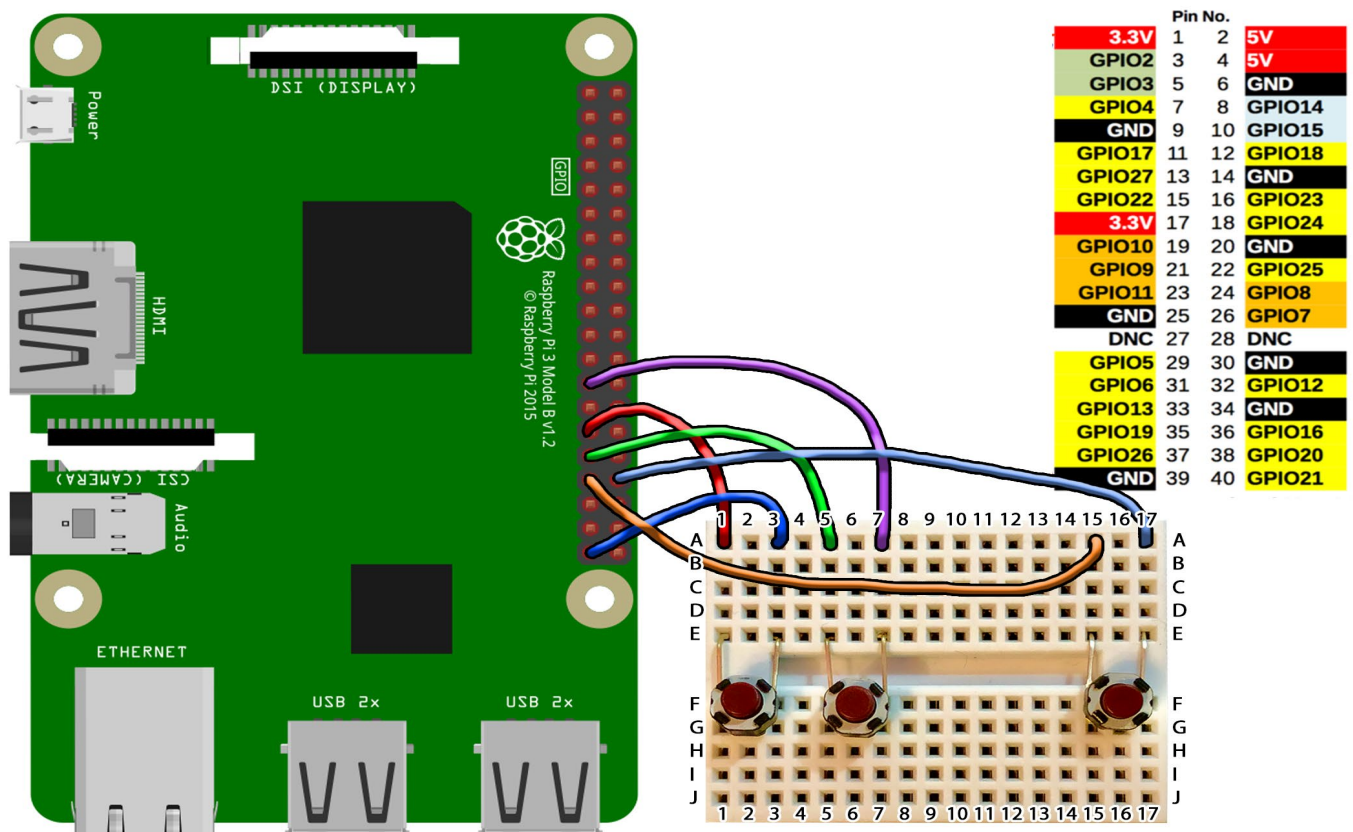 DSI (DISPLAY)
Power
GPIO
Raspberry Pi 3 Model B v1.2
© Raspberry Pi 2015
HDMI
CSI (CAMERA)
Audio
ETHERNET
USB 2x
USB 2x
Pin No.
3.3V 1 2 5V
GPIO2 3 4 5V
GPIO3 5 6 GND
GPIO4 7 8 GPIO14
GND 9 10 GPIO15
GPIO17 11 12 GPIO18
GPIO27 13 14 GND
GPIO22 15 16 GPIO23
3.3V 17 18 GPIO24
GPIO10 19 20 GND
GPIO9 21 22 GPIO25
GPIO11 23 24 GPIO8
GND 25 26 GPIO7
DNC 27 28 DNC
GPIO5 29 30 GND
GPIO6 31 32 GPIO12
GPIO13 33 34 GND
GPIO19 35 36 GPIO16
GPIO26 37 38 GPIO20
GND 39 40 GPIO21
1 2 3 4 5 6 7 8 9 10 11 12 13 14 15 16 17
A A
B B
C C
D D
E E
F F
G G
H H
I I
J J
1 2 3 4 5 6 7 8 9 10 11 12 13 14 15 16 17